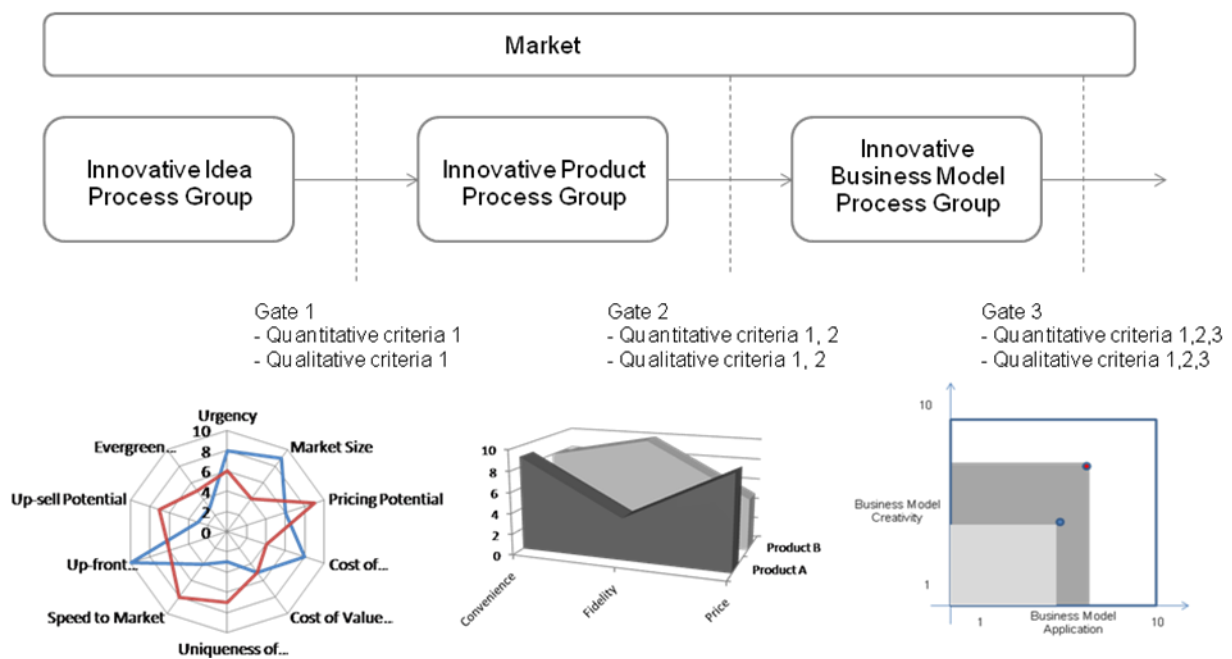 Market
Innovative Idea
Process Group
Innovative Product
Process Group
Innovative
Business Model
Process Group
Gate 1
- Quantitative criteria 1
- Qualitative criteria 1
Gate 2
- Quantitative criteria 1, 2
- Qualitative criteria 1, 2
Gate 3
- Quantitative criteria 1,2,3
- Qualitative criteria 1,2,3
Urgency
Market Size
Pricing Potential
Cost of...
Cost of Value...
Uniqueness of...
Speed to Market
Up-front...
Up-sell Potential
Evergreen...
10
8
6
4
2
0
10
8
6
4
2
0
Convenience
Fidelity
Price
Product B
Product A
10
Business Model
Creativity
1
1
Business Model
Application
10